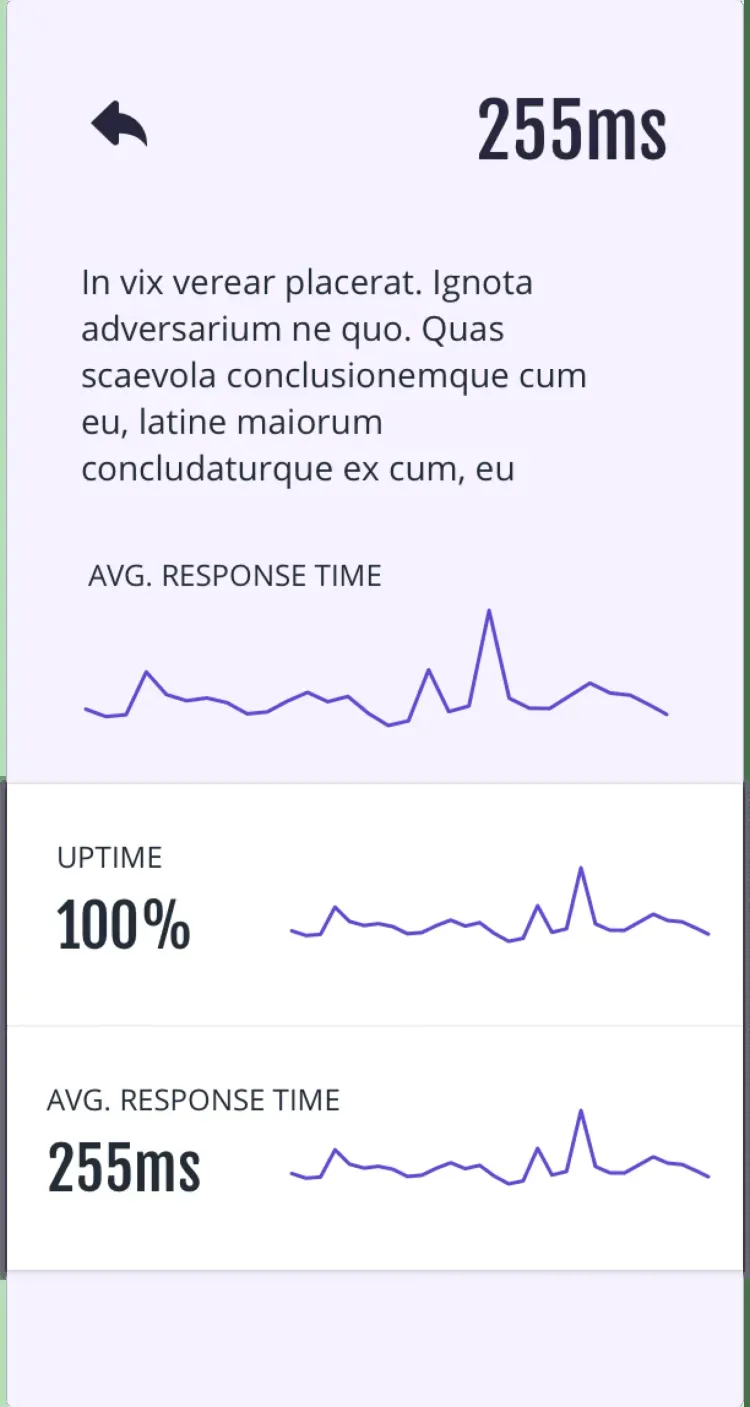 255ms
In vix verear placerat. Ignota
adversarium ne quo. Quas
scaevola conclusionemque cum
eu, latine maiorum
concludaturque ex cum, eu
AVG. RESPONSE TIME
UPTIME
100%
AVG. RESPONSE TIME
255ms